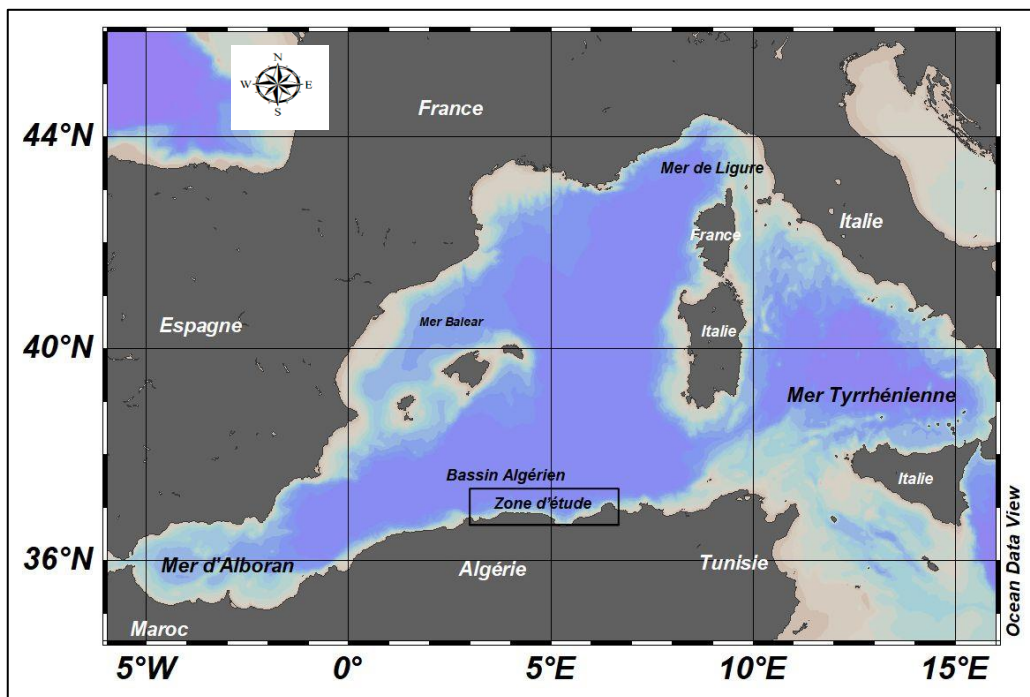 N
W E
S
France
44°N
Mer de Ligure
Italie
France
Espagne
Mer Balear
Italie
40°N
Mer Tyrrhénienne
Bassin Algérien
Italie
Zone d'étude
36°N
Mer d'Alboran
Algérie
Tunisie
Maroc
5°W 0° 5°E 10°E 15°E
Ocean Data View